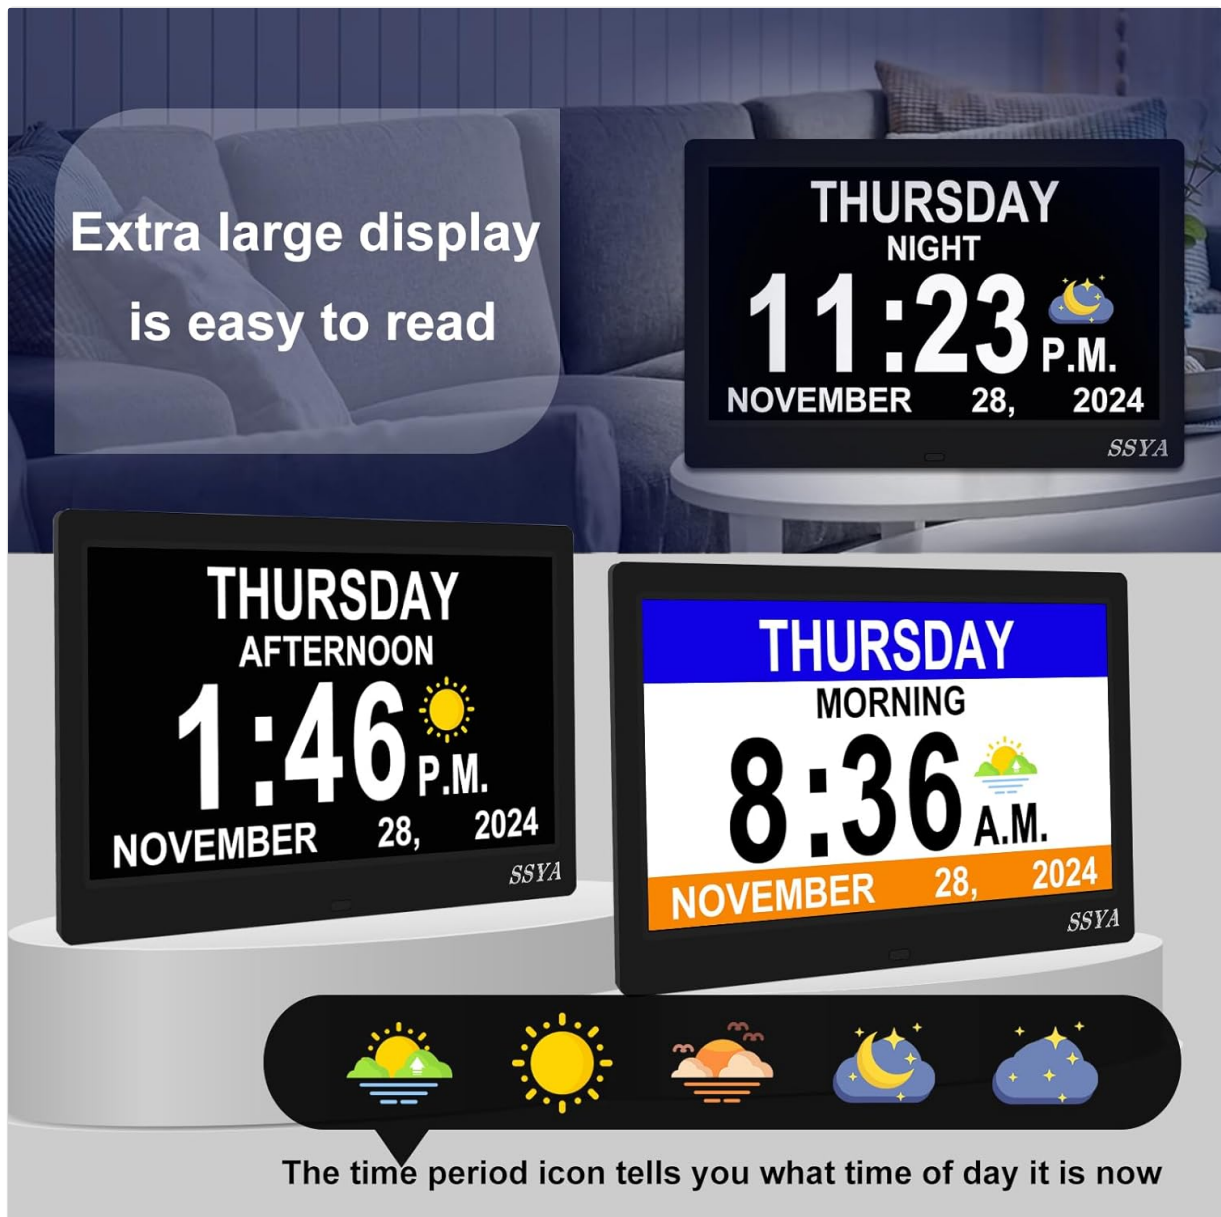 Extra large display
is easy to read
THURSDAY
NIGHT
11:23 P.M.
NOVEMBER 28, 2024
SSYA
THURSDAY
AFTERNOON
1:46 P.M.
NOVEMBER 28, 2024
SSYA
THURSDAY
MORNING
8:36 A.M.
NOVEMBER 28, 2024
SSYA
The time period icon tells you what time of day it is now